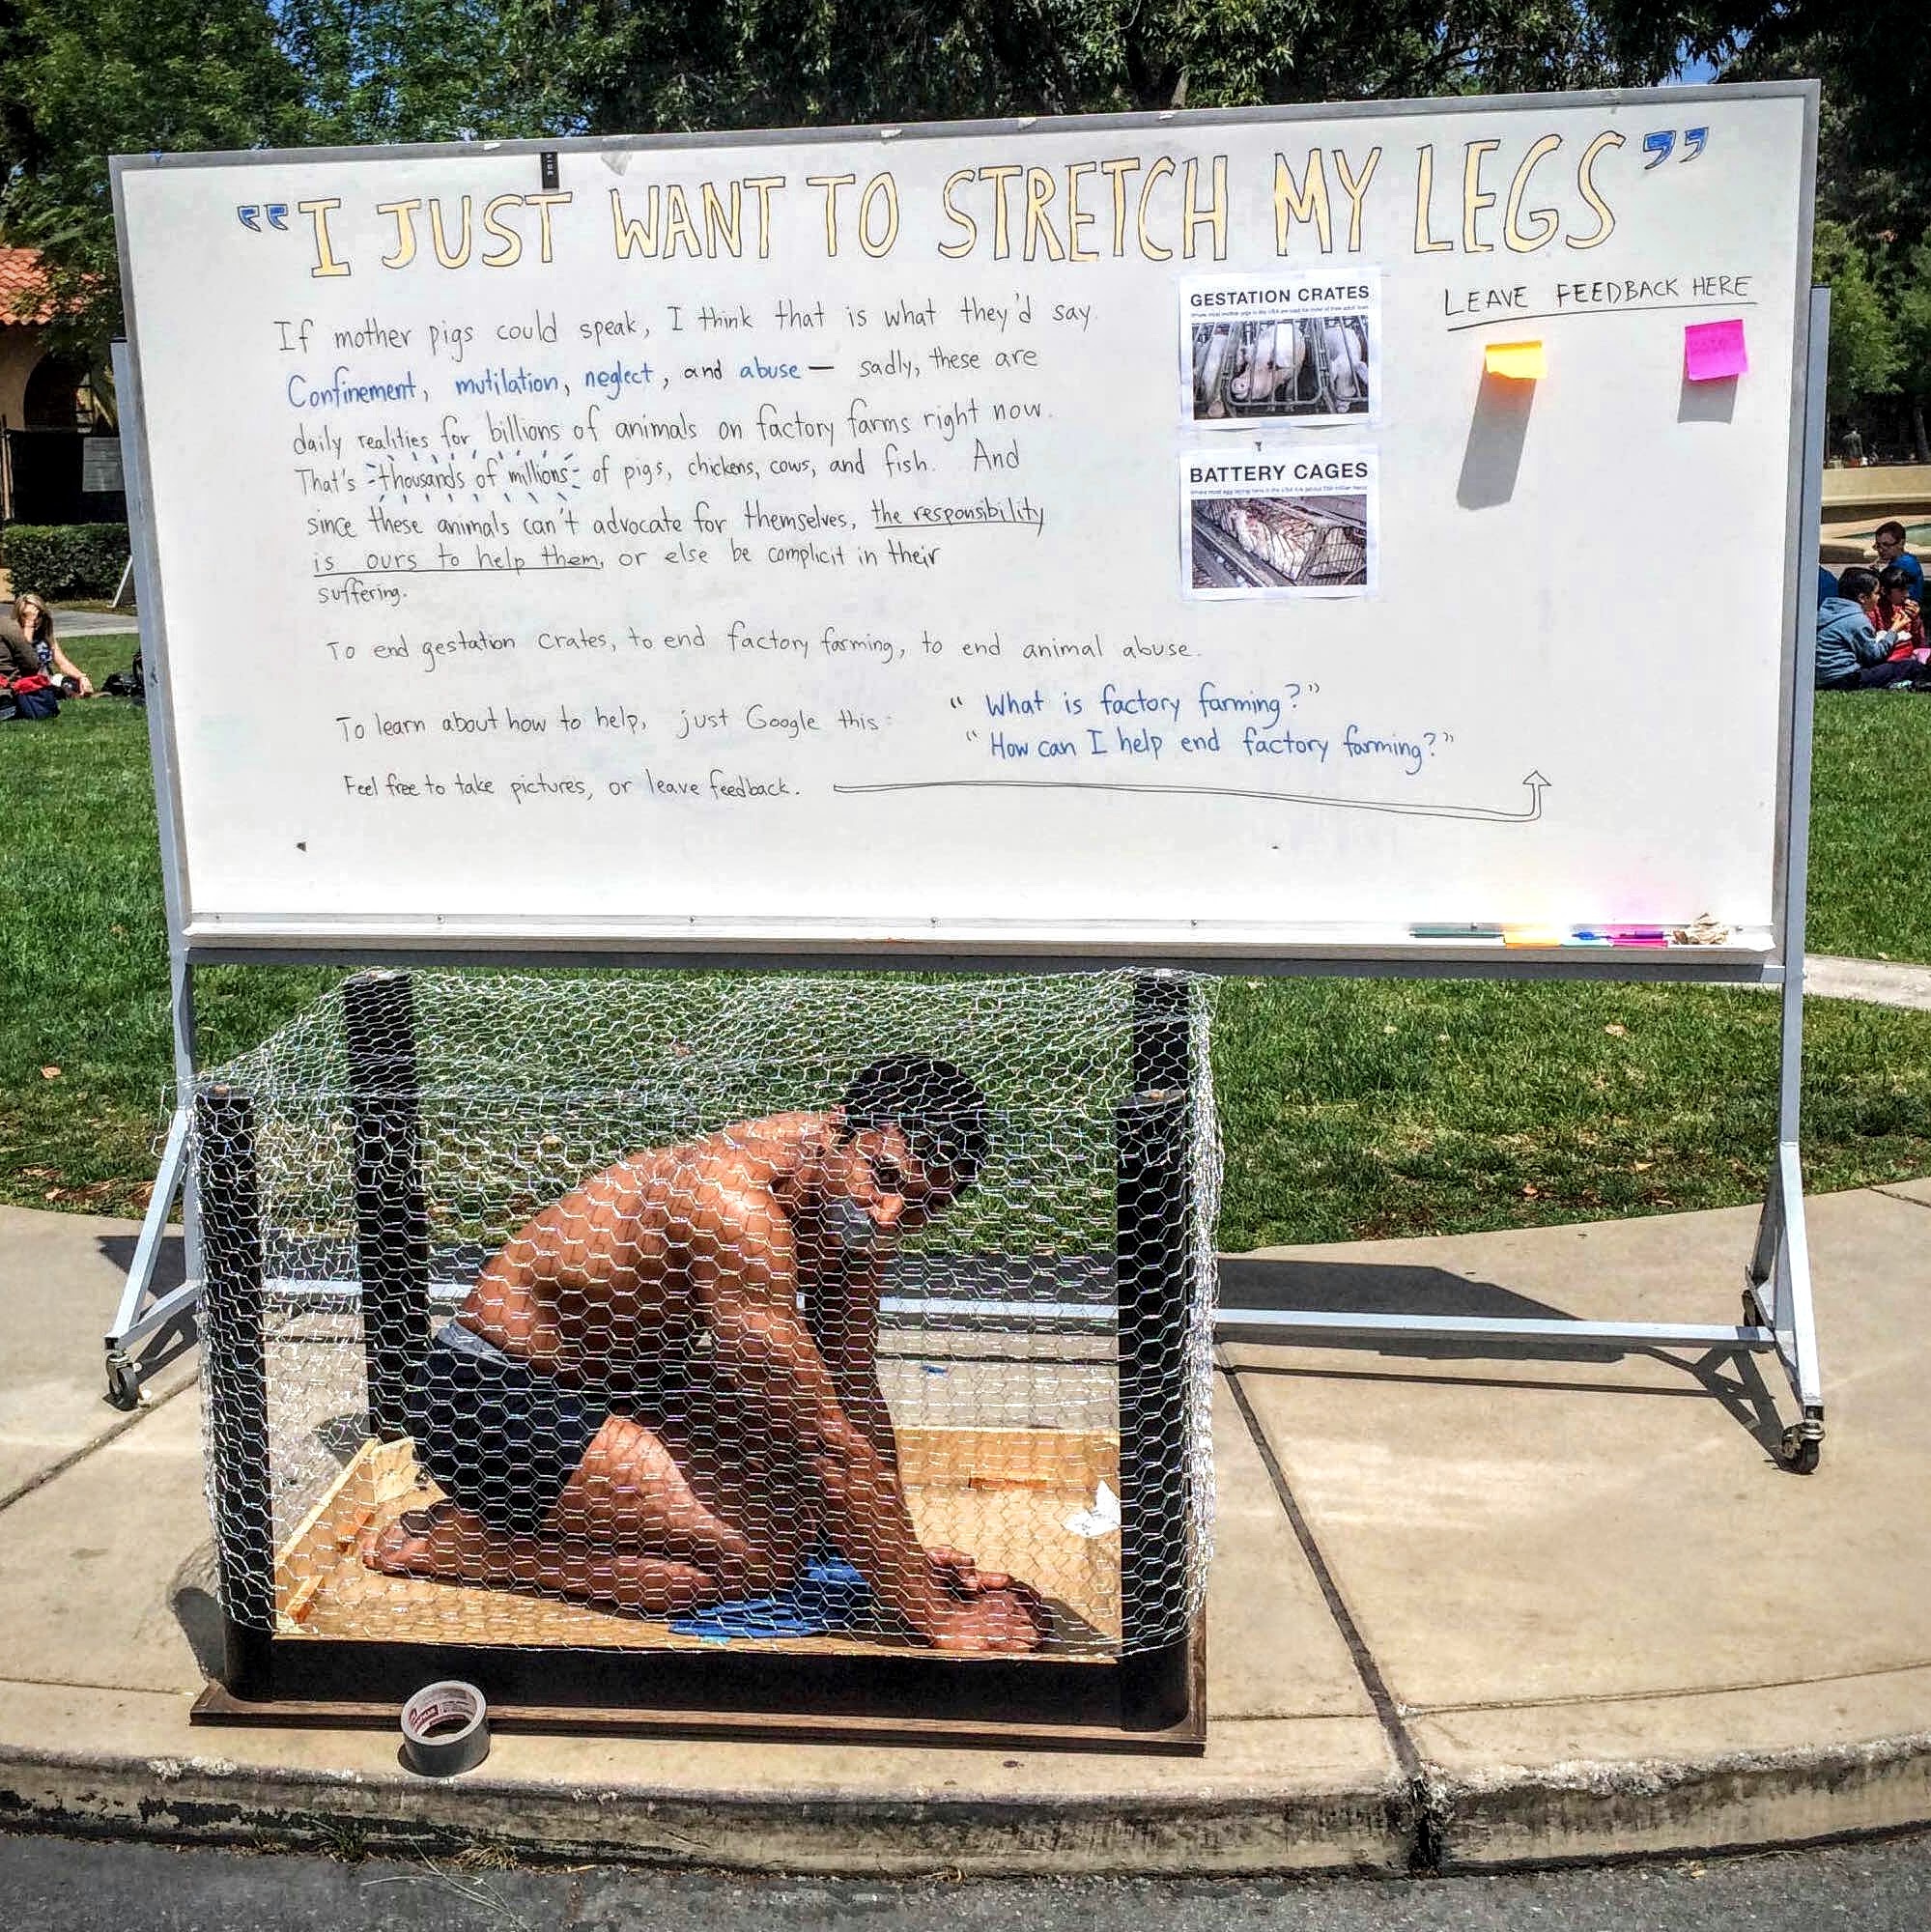 "I JUST WANT TO STRETCH MY LEGS"
If mother pigs could speak, I think that is what they'd say.
Confinement, mutilation, neglect, and abuse — sadly, these are
daily realities for billions of animals on factory farms right now.
That's thousands of millions of pigs, chickens, cows, and fish. And
since these animals can't advocate for themselves, the responsibility
is ours to help them, or else be complicit in their
suffering.
To end gestation crates, to end factory farming, to end animal abuse.
To learn about how to help, just Google this: "What is factory farming?"
"How can I help end factory farming?"
Feel free to take pictures, or leave feedback.
GESTATION CRATES
BATTERY CAGES
LEAVE FEEDBACK HERE